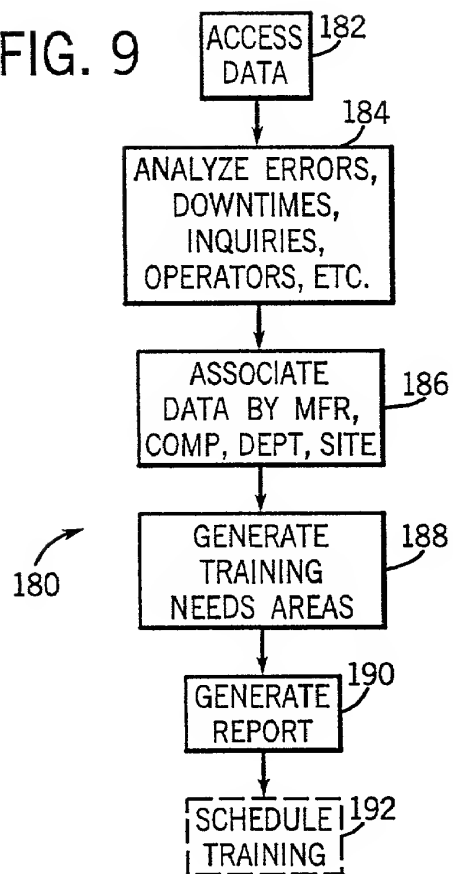 FIG. 9
ACCESS
DATA
182
184
ANALYZE ERRORS,
DOWNTIMES,
INQUIRIES,
OPERATORS, ETC.
ASSOCIATE
DATA BY MFR,
COMP, DEPT, SITE
186
GENERATE
TRAINING
NEEDS AREAS
188
180
190
GENERATE
REPORT
SCHEDULE
TRAINING
192